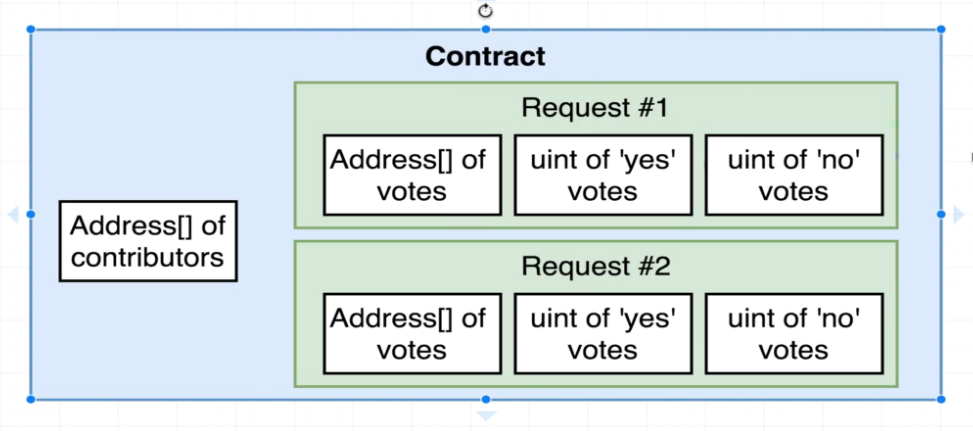 Contract
Address[] of
contributors
Request #1
Address[] of
votes
uint of 'yes'
votes
uint of 'no'
votes
Request #2
Address[] of
votes
uint of 'yes'
votes
uint of 'no'
votes